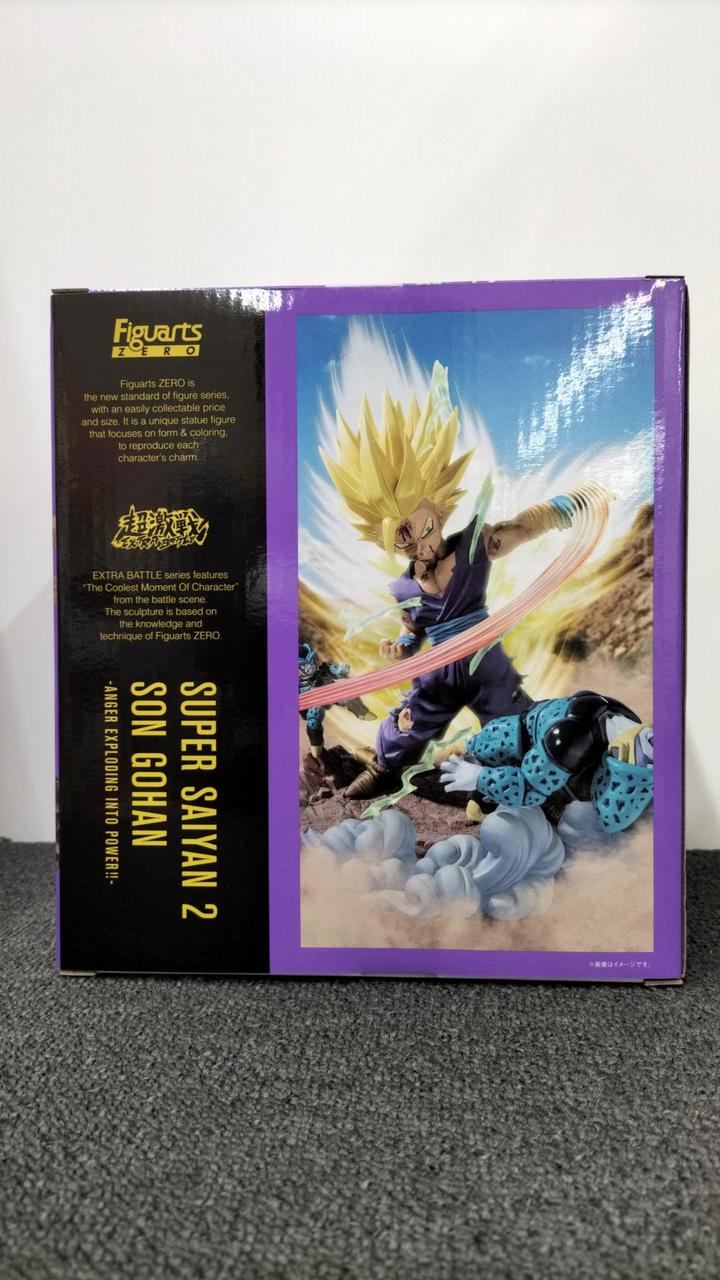 Figuarts
ZERO
Figuarts ZERO is
the new standard of figure series,
with an easily collectable price
and size. It is a unique statue figure
that focuses on form & coloring,
to reproduce each
character's charm.
超激戦
EXTRA BATTLE
EXTRA BATTLE series features
"The Coolest Moment Of Character"
from the battle scene.
The sculpture is based on
the knowledge and
technique of Figuarts ZERO.
SUPER SAIYAN 2
SON GOHAN
-ANGER EXPLODING INTO POWER!!-
※画像はイメージです。